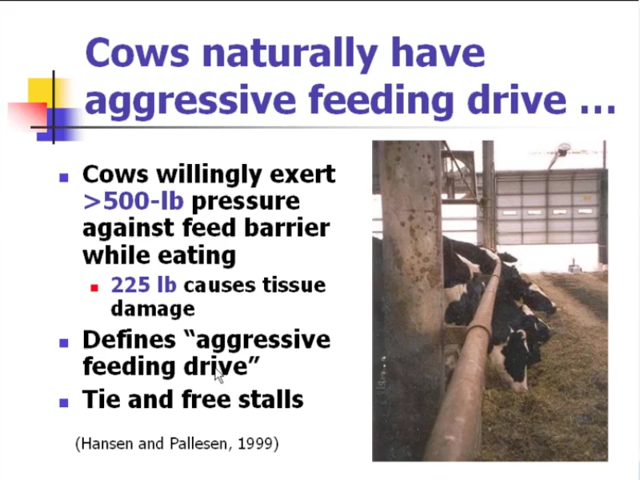 Cows naturally have
aggressive feeding drive ...
Cows willingly exert
>500-lb pressure
against feed barrier
while eating
225 lb causes tissue
damage
Defines “aggressive
feeding drive”
Tie and free stalls
(Hansen and Pallesen, 1999)